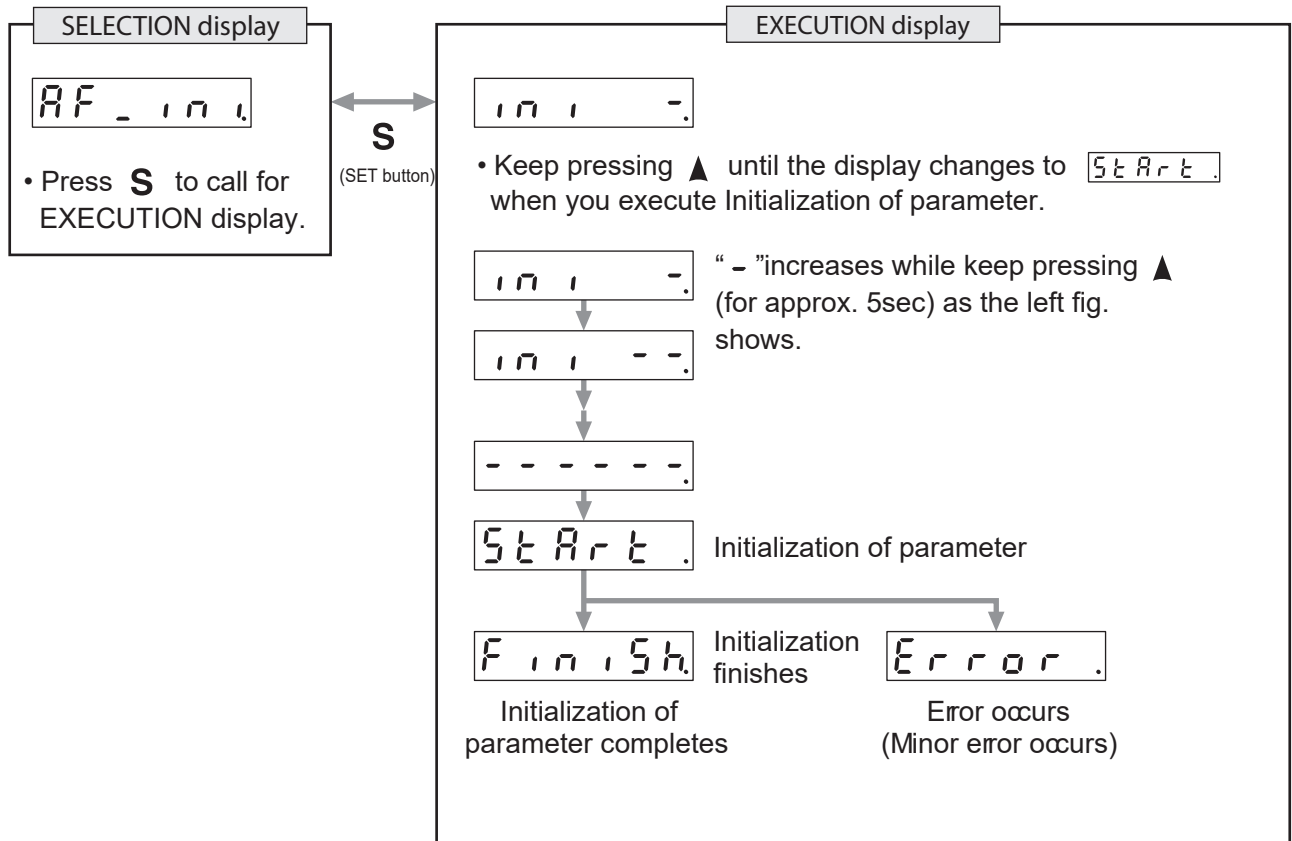 SELECTION display
EXECUTION display
AF_ini.
• Press S to call for
EXECUTION display.
S
(SET button)
ini -.
• Keep pressing ▲ until the display changes to StArt .
when you execute Initialization of parameter.
ini -.
“ - ”increases while keep pressing ▲
(for approx. 5sec) as the left fig.
shows.
ini --.
------.
StArt .
Initialization of parameter
FiniSh.
Initialization
finishes
Error .
Initialization of
parameter completes
Error occurs
(Minor error occurs)